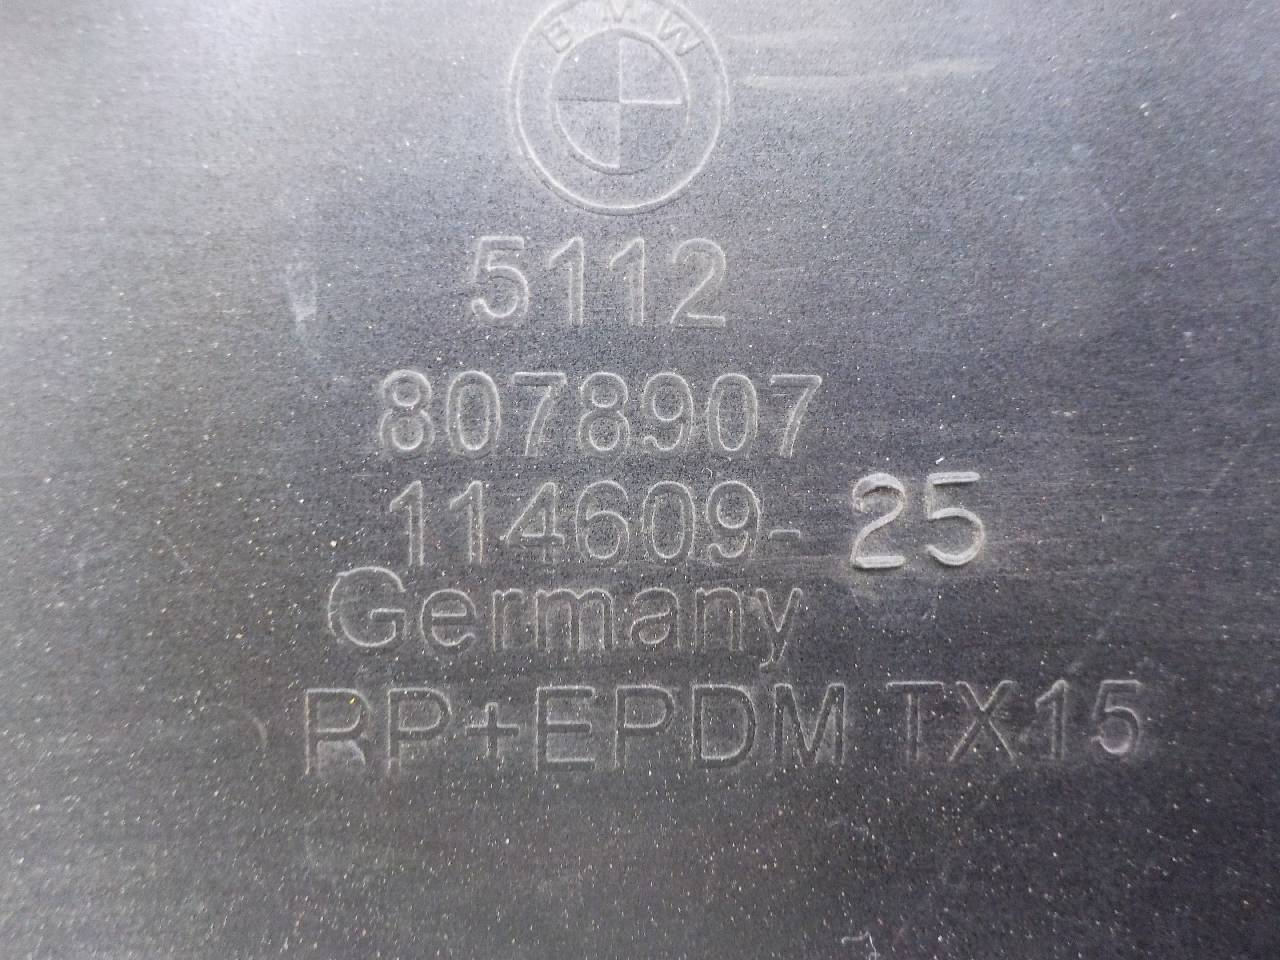 BMW
5112
8078907
114609- 25
Germany
PP+EPDM TX15